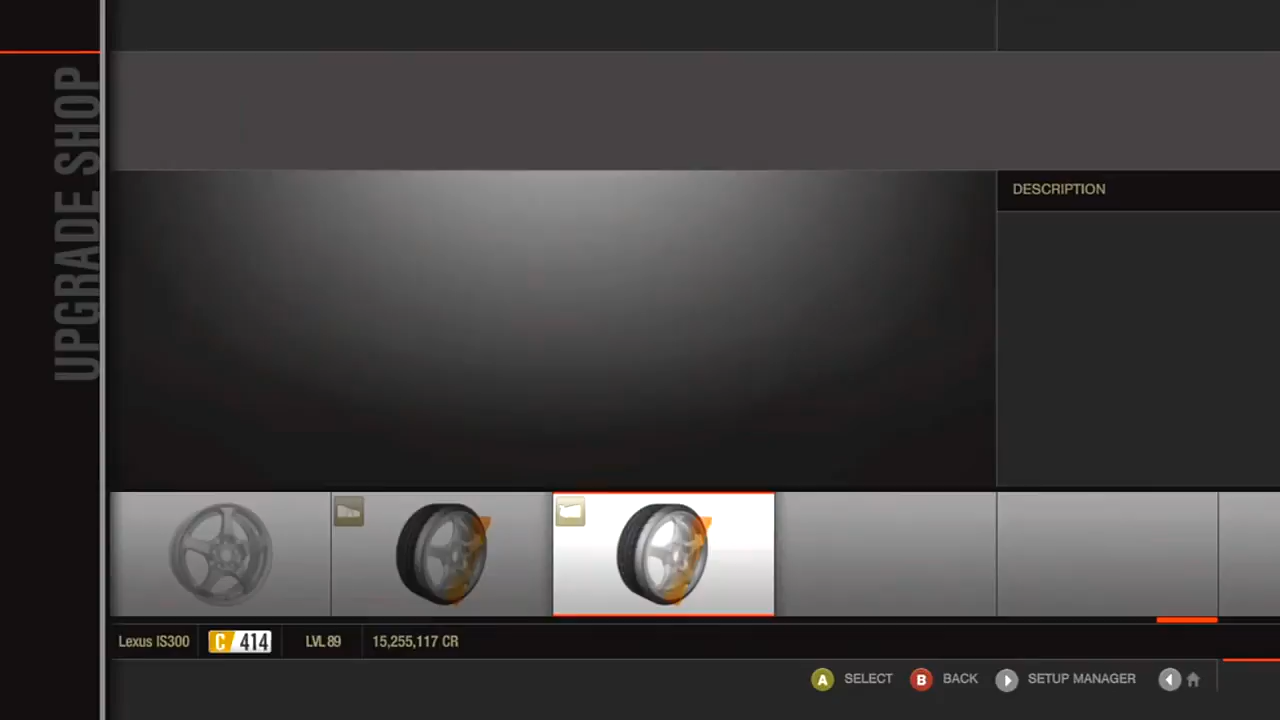 UPGRADE SHOP
DESCRIPTION
Lexus IS300 C 414 LVL 89 15,255,117 CR
A SELECT B BACK SETUP MANAGER